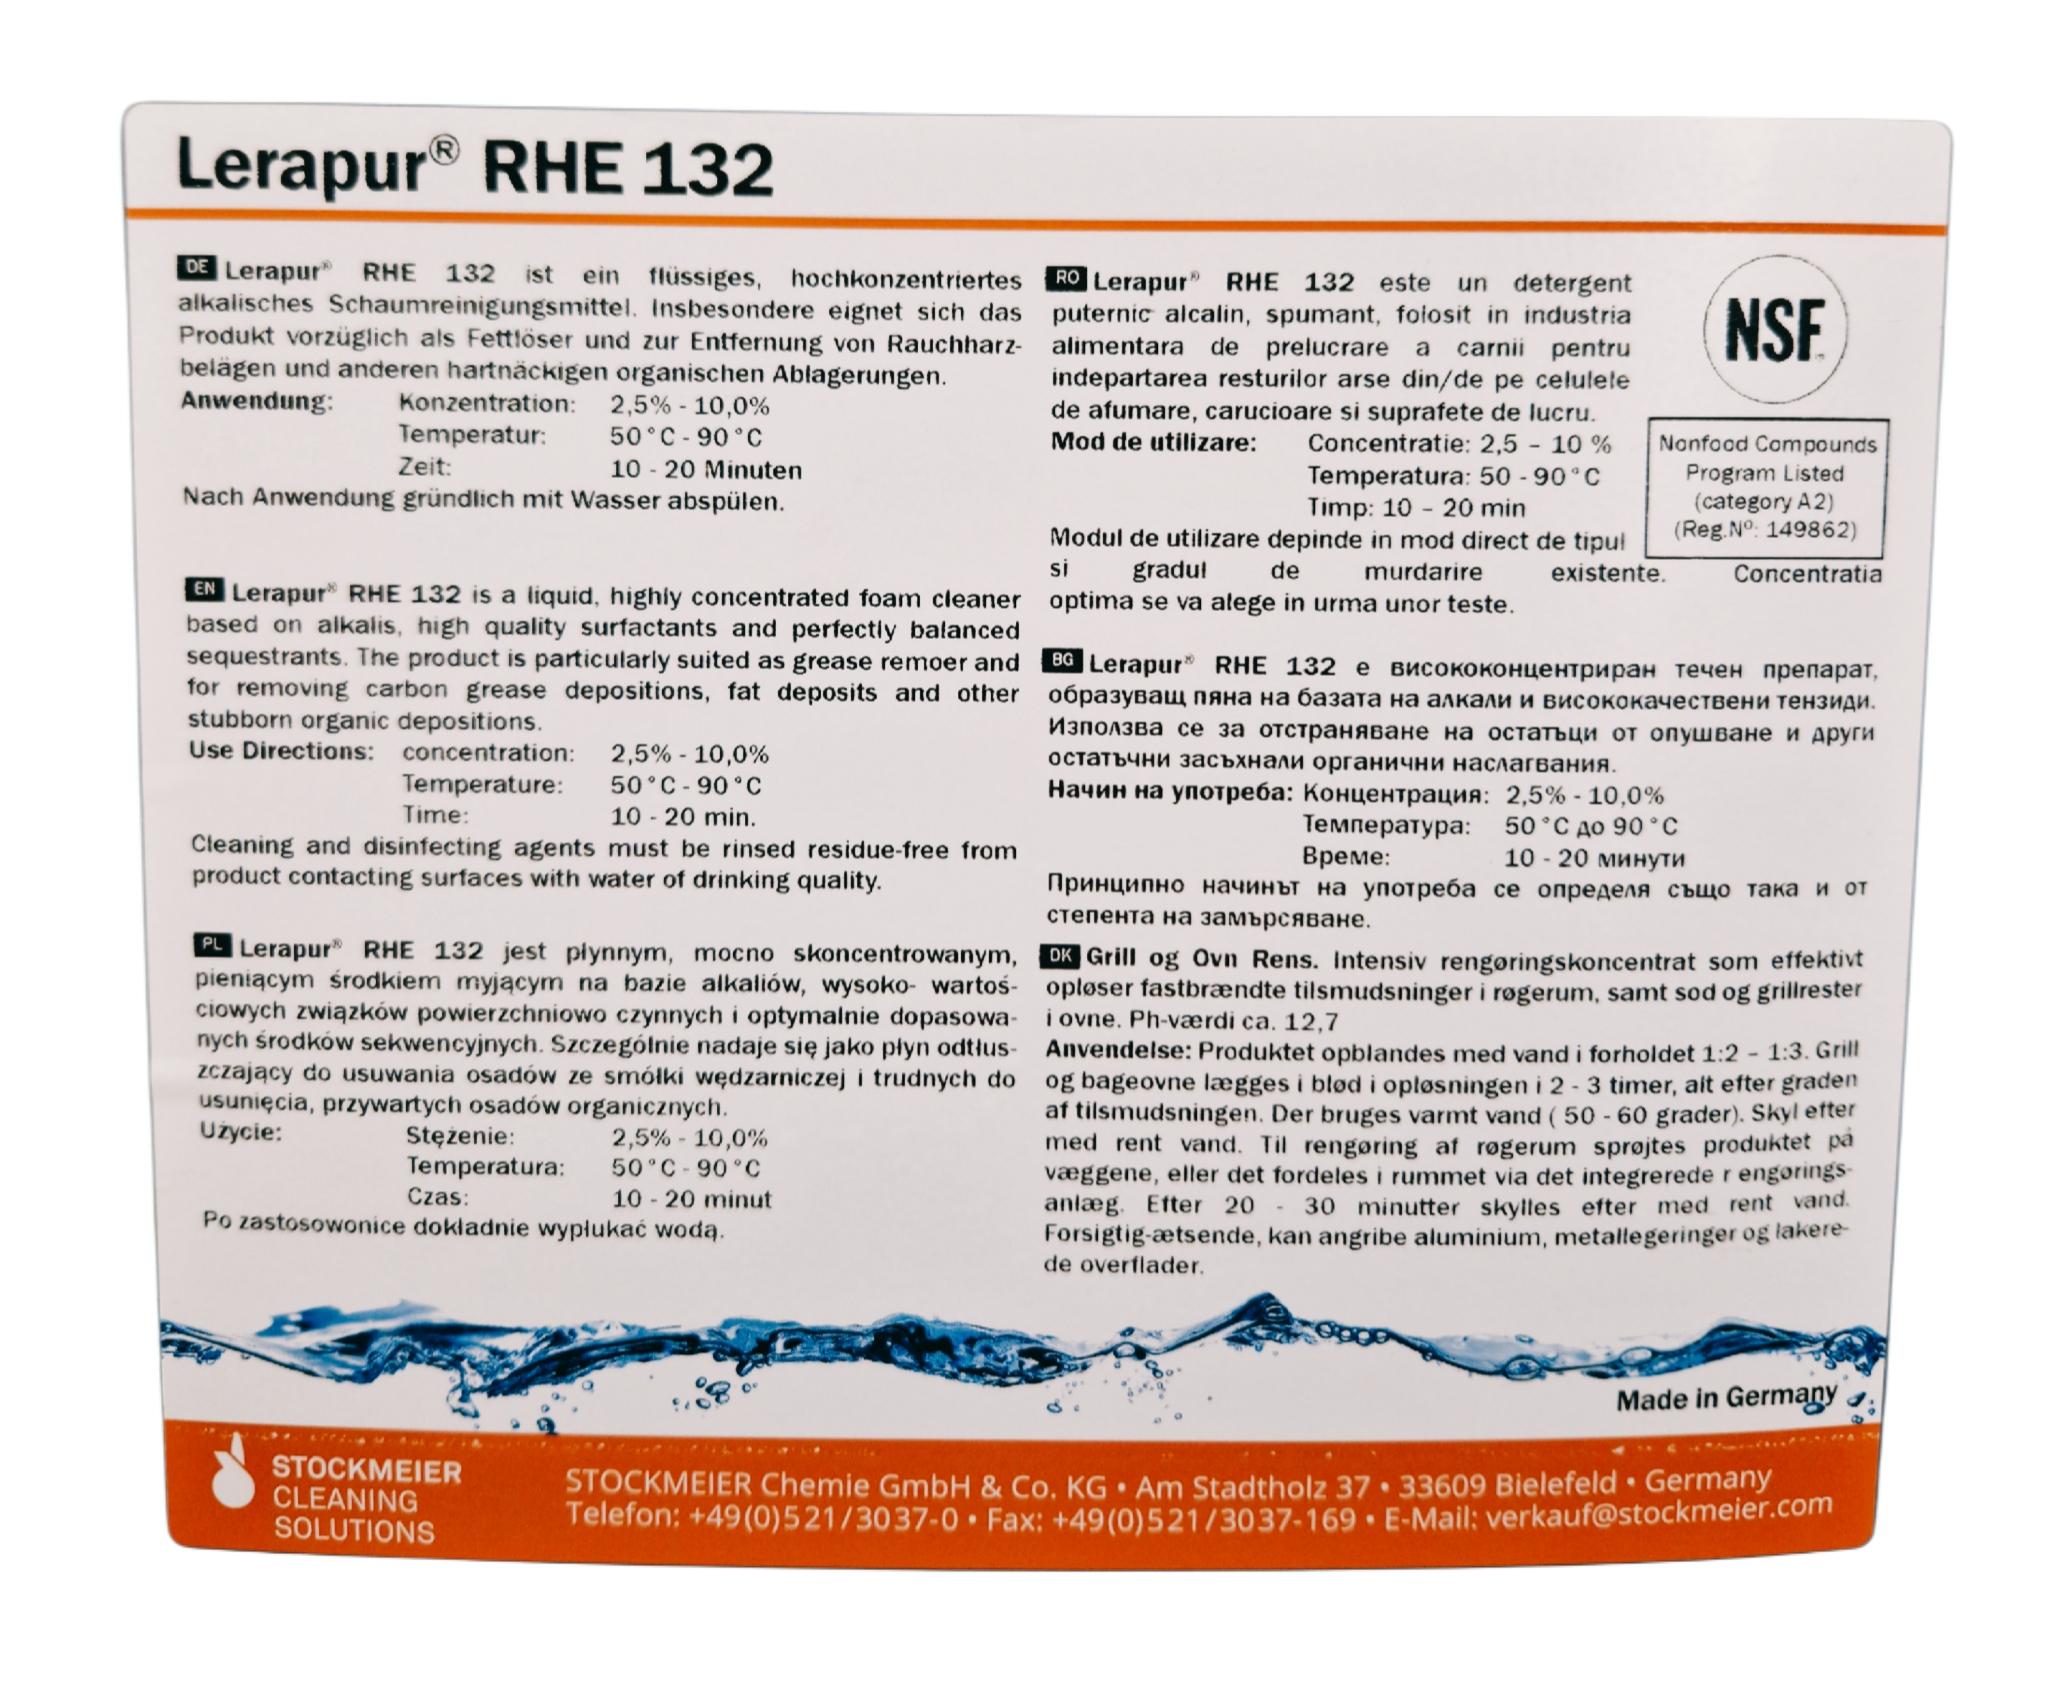 Lerapur® RHE 132
DE Lerapur® RHE 132 ist ein flüssiges, hochkonzentriertes
alkalisches Schaumreinigungsmittel. Insbesondere eignet sich das
Produkt vorzüglich als Fettlöser und zur Entfernung von Rauchharz-
belägen und anderen hartnäckigen organischen Ablagerungen.
Anwendung: Konzentration: 2,5% - 10,0%
Temperatur: 50°C - 90°C
Zeit: 10 - 20 Minuten
Nach Anwendung gründlich mit Wasser abspülen.
EN Lerapur® RHE 132 is a liquid, highly concentrated foam cleaner
based on alkalis, high quality surfactants and perfectly balanced
sequestrants. The product is particularly suited as grease remoer and
for removing carbon grease depositions, fat deposits and other
stubborn organic depositions.
Use Directions: concentration: 2,5% - 10,0%
Temperature: 50°C - 90°C
Time: 10 - 20 min.
Cleaning and disinfecting agents must be rinsed residue-free from
product contacting surfaces with water of drinking quality.
PL Lerapur® RHE 132 jest płynnym, mocno skoncentrowanym,
pieniącym środkiem myjącym na bazie alkaliów, wysoko- wartoś-
ciowych związków powierzchniowo czynnych i optymalnie dopasowa-
nych środków sekwencyjnych. Szczególnie nadaje się jako płyn odtłus-
zczający do usuwania osadów ze smółki wędzarniczej i trudnych do
usunięcia, przywartych osadów organicznych.
Użycie: Stężenie: 2,5% - 10,0%
Temperatura: 50°C - 90°C
Czas: 10 - 20 minut
Po zastosowonice dokładnie wypłukać wodą.
RO Lerapur® RHE 132 este un detergent
puternic alcalin, spumant, folosit in industria
alimentara de prelucrare a carnii pentru
indepartarea resturilor arse din/de pe celulele
de afumare, carucioare si suprafete de lucru.
Mod de utilizare: Concentratie: 2,5 – 10 %
Temperatura: 50 - 90°C
Timp: 10 – 20 min
Modul de utilizare depinde in mod direct de tipul
si gradul de murdarire existente. Concentratia
optima se va alege in urma unor teste.
NSF
Nonfood Compounds
Program Listed
(category A2)
(Reg.Nº: 149862)
BG Lerapur® RHE 132 е висококонцентриран течен препарат,
образуващ пяна на базата на алкали и висококачествени тензиди.
Използва се за отстраняване на остатъци от опушване и други
остатъчни засъхнали органични наслагвания.
Начин на употреба: Концентрация: 2,5% - 10,0%
Температура: 50°C до 90°C
Време: 10 - 20 минути
Принципно начинът на употреба се определя също така и от
степента на замърсяване.
DK Grill og Ovn Rens. Intensiv rengøringskoncentrat som effektivt
opløser fastbrændte tilsmudsninger i røgerum, samt sod og grillrester
i ovne. Ph-værdi ca. 12,7
Anvendelse: Produktet opblandes med vand i forholdet 1:2 – 1:3. Grill
og bageovne lægges i blød i opløsningen i 2 - 3 timer, alt efter graden
af tilsmudsningen. Der bruges varmt vand ( 50 - 60 grader). Skyl efter
med rent vand. Til rengøring af røgerum sprøjtes produktet på
væggene, eller det fordeles i rummet via det integrerede r engørings-
anlæg. Efter 20 - 30 minutter skylles efter med rent vand.
Forsigtig-ætsende, kan angribe aluminium, metallegeringer og lakere-
de overflader.
Made in Germany
STOCKMEIER
CLEANING
SOLUTIONS
STOCKMEIER Chemie GmbH & Co. KG • Am Stadtholz 37 • 33609 Bielefeld • Germany
Telefon: +49(0)521/3037-0 • Fax: +49(0)521/3037-169 • E-Mail: verkauf@stockmeier.com